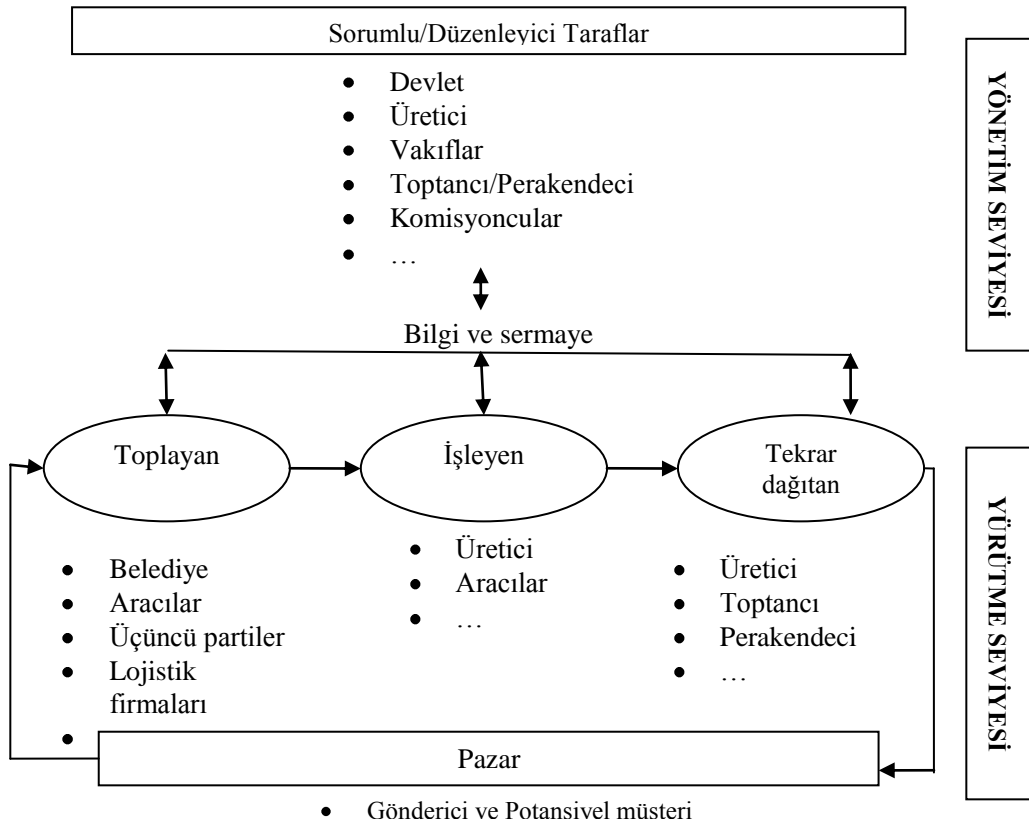 Sorumlu/Düzenleyici Taraflar
• Devlet
• Üretici
• Vakıflar
• Toptancı/Perakendeci
• Komisyoncular
• …
YÖNETİM SEVİYESİ
Bilgi ve sermaye
Toplayan
İşleyen
Tekrar
dağıtan
• Belediye
• Aracılar
• Üçüncü partiler
• Lojistik
firmaları
•
• Üretici
• Aracılar
• …
• Üretici
• Toptancı
• Perakendeci
• …
YÜRÜTME SEVİYESİ
Pazar
• Gönderici ve Potansiyel müşteri